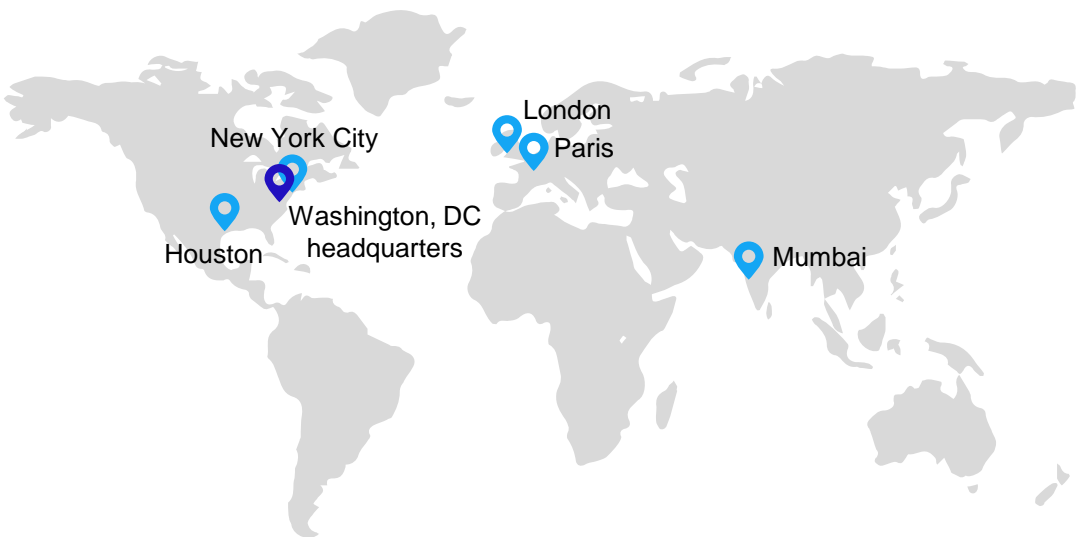 London
New York City
Paris
Washington, DC
headquarters
Houston
Mumbai